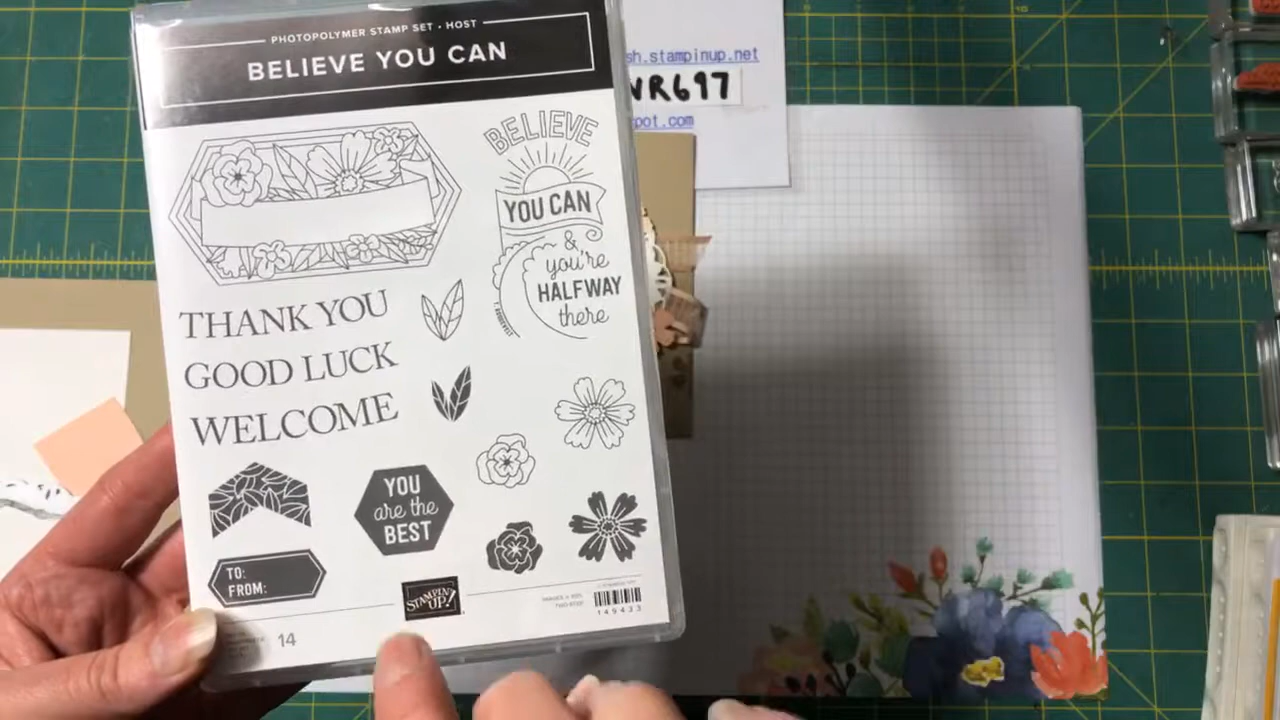 PHOTOPOLYMER STAMP SET • HOST
BELIEVE YOU CAN
BELIEVE
YOU CAN
&
you're
HALFWAY
there
ROOSEVELT
THANK YOU
GOOD LUCK
WELCOME
YOU
are the
BEST
TO:
FROM:
STAMPIN' UP!
14
149433
sh.stampinup.net
VR697
pot.com